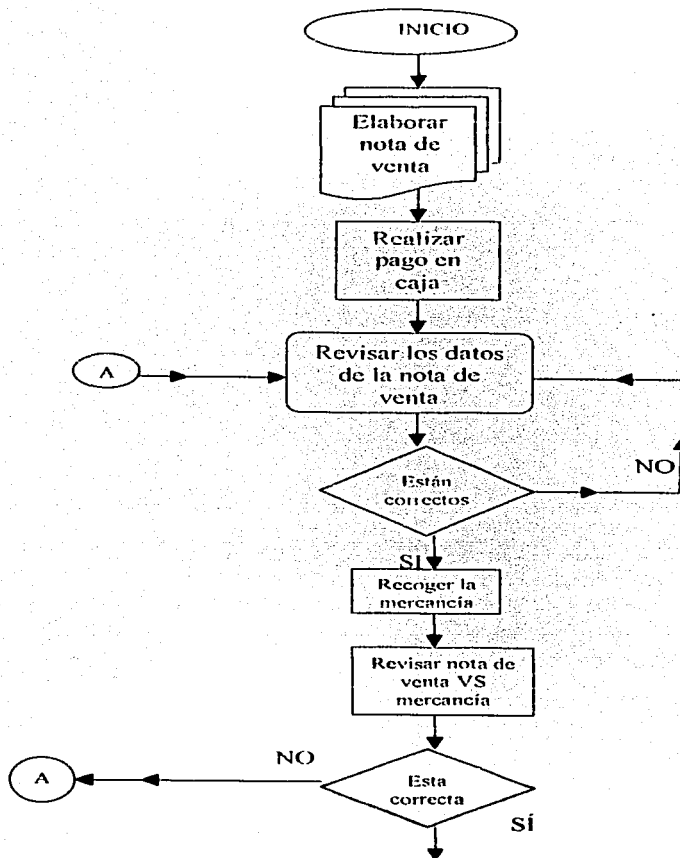 INICIO
Elaborar
nota de
venta
Realizar
pago en
caja
Revisar los datos
de la nota de
venta
A
Están
correctos
NO
SI
Recoger la
mercancía
Revisar nota de
venta VS
mercancía
NO
A
Esta
correcta
SÍ